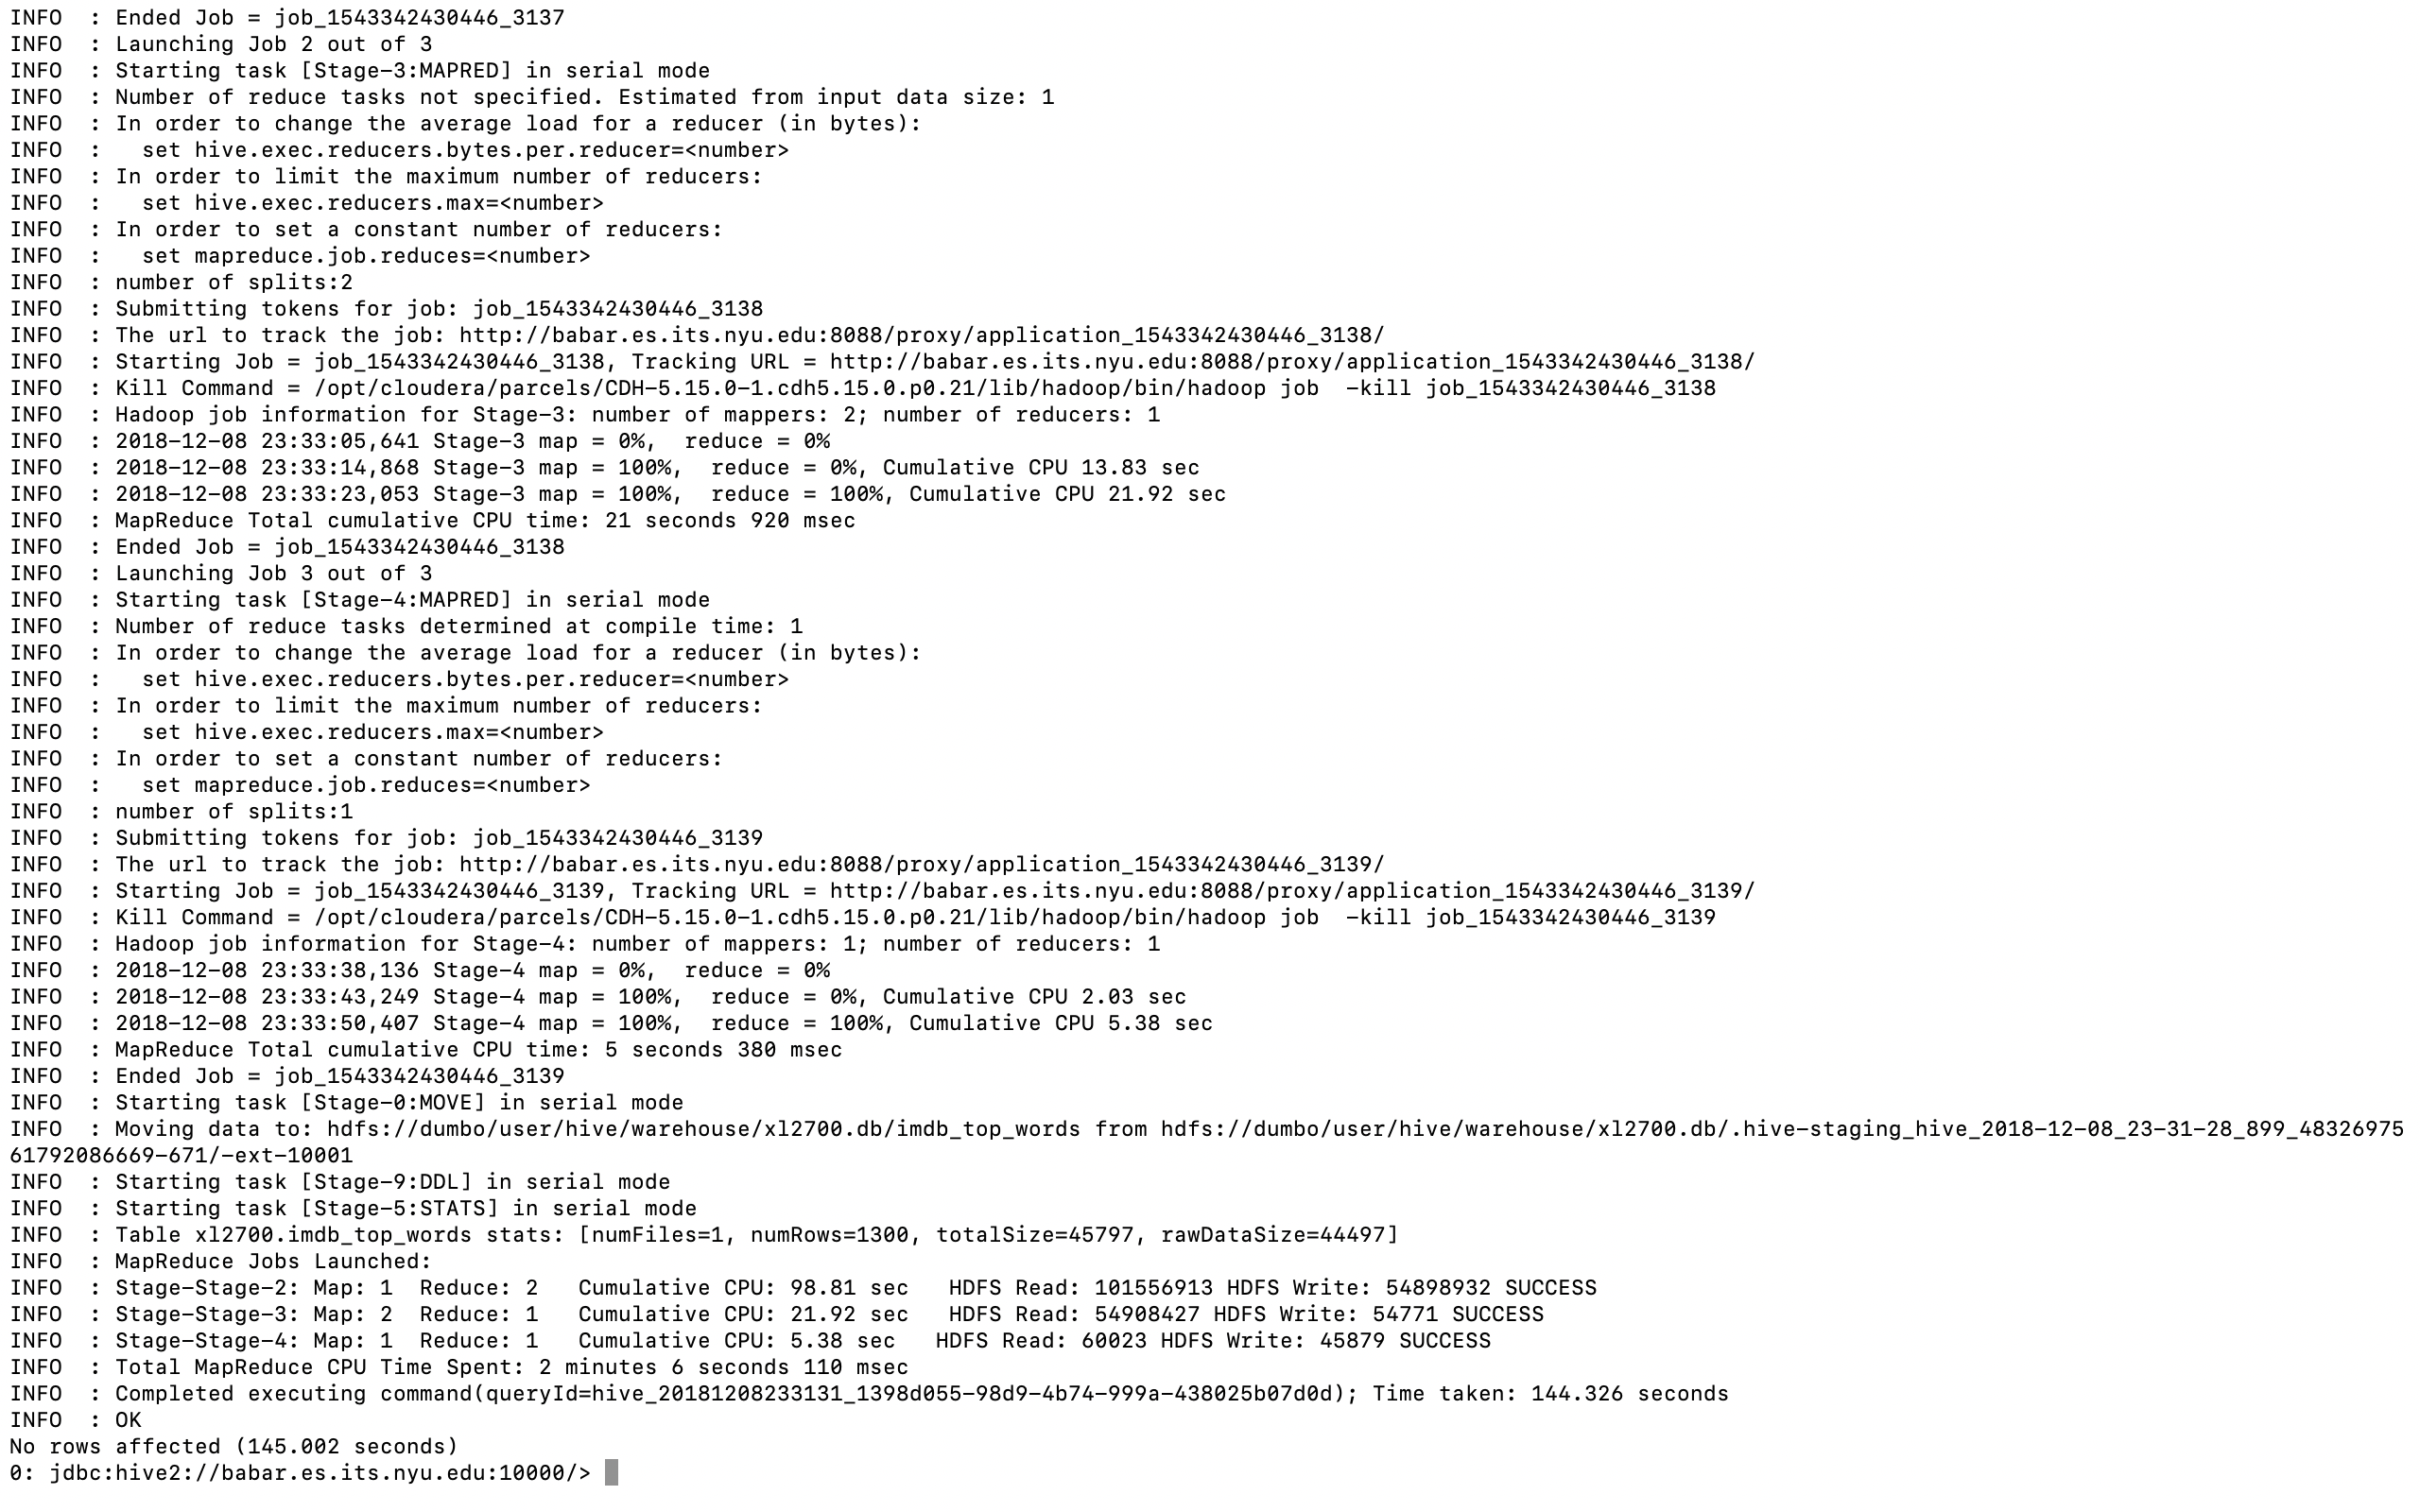 INFO  : Ended Job = job_1543342430446_3137
INFO  : Launching Job 2 out of 3
INFO  : Starting task [Stage-3:MAPRED] in serial mode
INFO  : Number of reduce tasks not specified. Estimated from input data size: 1
INFO  : In order to change the average load for a reducer (in bytes):
INFO  :   set hive.exec.reducers.bytes.per.reducer=<number>
INFO  : In order to limit the maximum number of reducers:
INFO  :   set hive.exec.reducers.max=<number>
INFO  : In order to set a constant number of reducers:
INFO  :   set mapreduce.job.reduces=<number>
INFO  : number of splits:2
INFO  : Submitting tokens for job: job_1543342430446_3138
INFO  : The url to track the job: http://babar.es.its.nyu.edu:8088/proxy/application_1543342430446_3138/
INFO  : Starting Job = job_1543342430446_3138, Tracking URL = http://babar.es.its.nyu.edu:8088/proxy/application_1543342430446_3138/
INFO  : Kill Command = /opt/cloudera/parcels/CDH-5.15.0-1.cdh5.15.0.p0.21/lib/hadoop/bin/hadoop job  -kill job_1543342430446_3138
INFO  : Hadoop job information for Stage-3: number of mappers: 2; number of reducers: 1
INFO  : 2018-12-08 23:33:05,641 Stage-3 map = 0%,  reduce = 0%
INFO  : 2018-12-08 23:33:14,868 Stage-3 map = 100%,  reduce = 0%, Cumulative CPU 13.83 sec
INFO  : 2018-12-08 23:33:23,053 Stage-3 map = 100%,  reduce = 100%, Cumulative CPU 21.92 sec
INFO  : MapReduce Total cumulative CPU time: 21 seconds 920 msec
INFO  : Ended Job = job_1543342430446_3138
INFO  : Launching Job 3 out of 3
INFO  : Starting task [Stage-4:MAPRED] in serial mode
INFO  : Number of reduce tasks determined at compile time: 1
INFO  : In order to change the average load for a reducer (in bytes):
INFO  :   set hive.exec.reducers.bytes.per.reducer=<number>
INFO  : In order to limit the maximum number of reducers:
INFO  :   set hive.exec.reducers.max=<number>
INFO  : In order to set a constant number of reducers:
INFO  :   set mapreduce.job.reduces=<number>
INFO  : number of splits:1
INFO  : Submitting tokens for job: job_1543342430446_3139
INFO  : The url to track the job: http://babar.es.its.nyu.edu:8088/proxy/application_1543342430446_3139/
INFO  : Starting Job = job_1543342430446_3139, Tracking URL = http://babar.es.its.nyu.edu:8088/proxy/application_1543342430446_3139/
INFO  : Kill Command = /opt/cloudera/parcels/CDH-5.15.0-1.cdh5.15.0.p0.21/lib/hadoop/bin/hadoop job  -kill job_1543342430446_3139
INFO  : Hadoop job information for Stage-4: number of mappers: 1; number of reducers: 1
INFO  : 2018-12-08 23:33:38,136 Stage-4 map = 0%,  reduce = 0%
INFO  : 2018-12-08 23:33:43,249 Stage-4 map = 100%,  reduce = 0%, Cumulative CPU 2.03 sec
INFO  : 2018-12-08 23:33:50,407 Stage-4 map = 100%,  reduce = 100%, Cumulative CPU 5.38 sec
INFO  : MapReduce Total cumulative CPU time: 5 seconds 380 msec
INFO  : Ended Job = job_1543342430446_3139
INFO  : Starting task [Stage-0:MOVE] in serial mode
INFO  : Moving data to: hdfs://dumbo/user/hive/warehouse/xl2700.db/imdb_top_words from hdfs://dumbo/user/hive/warehouse/xl2700.db/.hive-staging_hive_2018-12-08_23-31-28_899_48326975
61792086669-671/-ext-10001
INFO  : Starting task [Stage-9:DDL] in serial mode
INFO  : Starting task [Stage-5:STATS] in serial mode
INFO  : Table xl2700.imdb_top_words stats: [numFiles=1, numRows=1300, totalSize=45797, rawDataSize=44497]
INFO  : MapReduce Jobs Launched:
INFO  : Stage-Stage-2: Map: 1  Reduce: 2   Cumulative CPU: 98.81 sec   HDFS Read: 101556913 HDFS Write: 54898932 SUCCESS
INFO  : Stage-Stage-3: Map: 2  Reduce: 1   Cumulative CPU: 21.92 sec   HDFS Read: 54908427 HDFS Write: 54771 SUCCESS
INFO  : Stage-Stage-4: Map: 1  Reduce: 1   Cumulative CPU: 5.38 sec   HDFS Read: 60023 HDFS Write: 45879 SUCCESS
INFO  : Total MapReduce CPU Time Spent: 2 minutes 6 seconds 110 msec
INFO  : Completed executing command(queryId=hive_20181208233131_1398d055-98d9-4b74-999a-438025b07d0d); Time taken: 144.326 seconds
INFO  : OK
No rows affected (145.002 seconds)
0: jdbc:hive2://babar.es.its.nyu.edu:10000/>